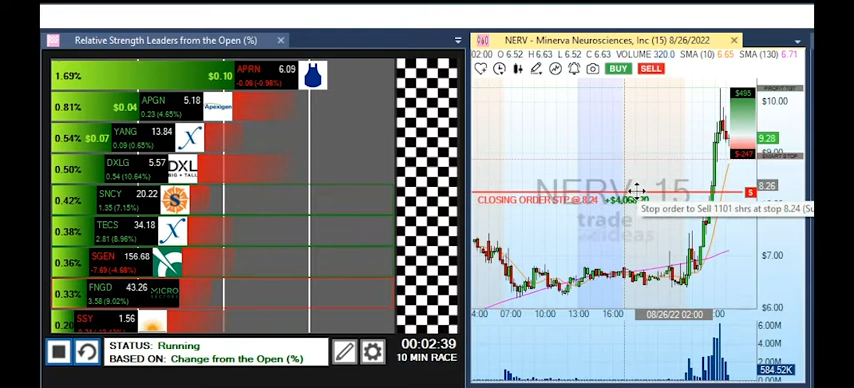 Relative Strength Leaders from the Open (%)
1.69% $0.10 APRN 6.09
-0.06 (-0.98%)
0.81% $0.04 APGN 5.18 Apexigen
0.23 (4.65%)
0.54% $0.07 YANG 13.84 X
0.09 (0.65%)
0.50% DXLG 5.57 DXL
0.54 (10.64%) BIG + TALL
0.42% SNCY 20.22 S
1.35 (7.15%)
0.38% TECS 34.18 X
2.81 (8.96%)
0.36% SGEN 156.68
-7.69 (-4.68%)
0.33% FNGD 43.26 MICRO
3.58 (9.02%) SECTORS
SSY 1.56
STATUS: Running
BASED ON: Change from the Open (%)
00:02:39
10 MIN RACE
NERV - Minerva Neurosciences, Inc (15) 8/26/2022
02:00 O 6.52 H 6.63 L 6.52 C 6.63 VOLUME 320.0 SMA (10) 6.65 SMA (130) 6.71
BUY SELL
$495
$10.00
9.28
$9.00
$-247
SMART STOP
NERV 15
S 8.26
CLOSING ORDER STP @ 8.24
Stop order to Sell 1101 shrs at stop 8.24
trade
ideas
$7.00
$6.00
4:00 07:00 10:00 13:00 16:00 08/26/22 02:00
6.00M
4.00M
2.00M
584.52K